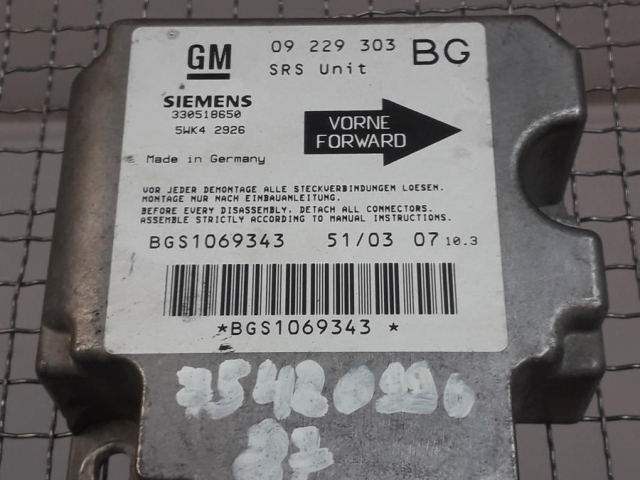 GM 09 229 303 BG
SRS Unit
SIEMENS
330518650
5WK4 2926
VORNE
FORWARD
Made in Germany
VOR JEDER DEMONTAGE ALLE STECKVERBINDUNGEN LOESEN.
MONTAGE NUR NACH EINBAUANLEITUNG.
BEFORE EVERY DISASSEMBLY, DETACH ALL CONNECTORS.
ASSEMBLE STRICTLY ACCORDING TO MANUAL INSTRUCTIONS.
BGS1069343 51/03 07 10.3
*BGS1069343 *